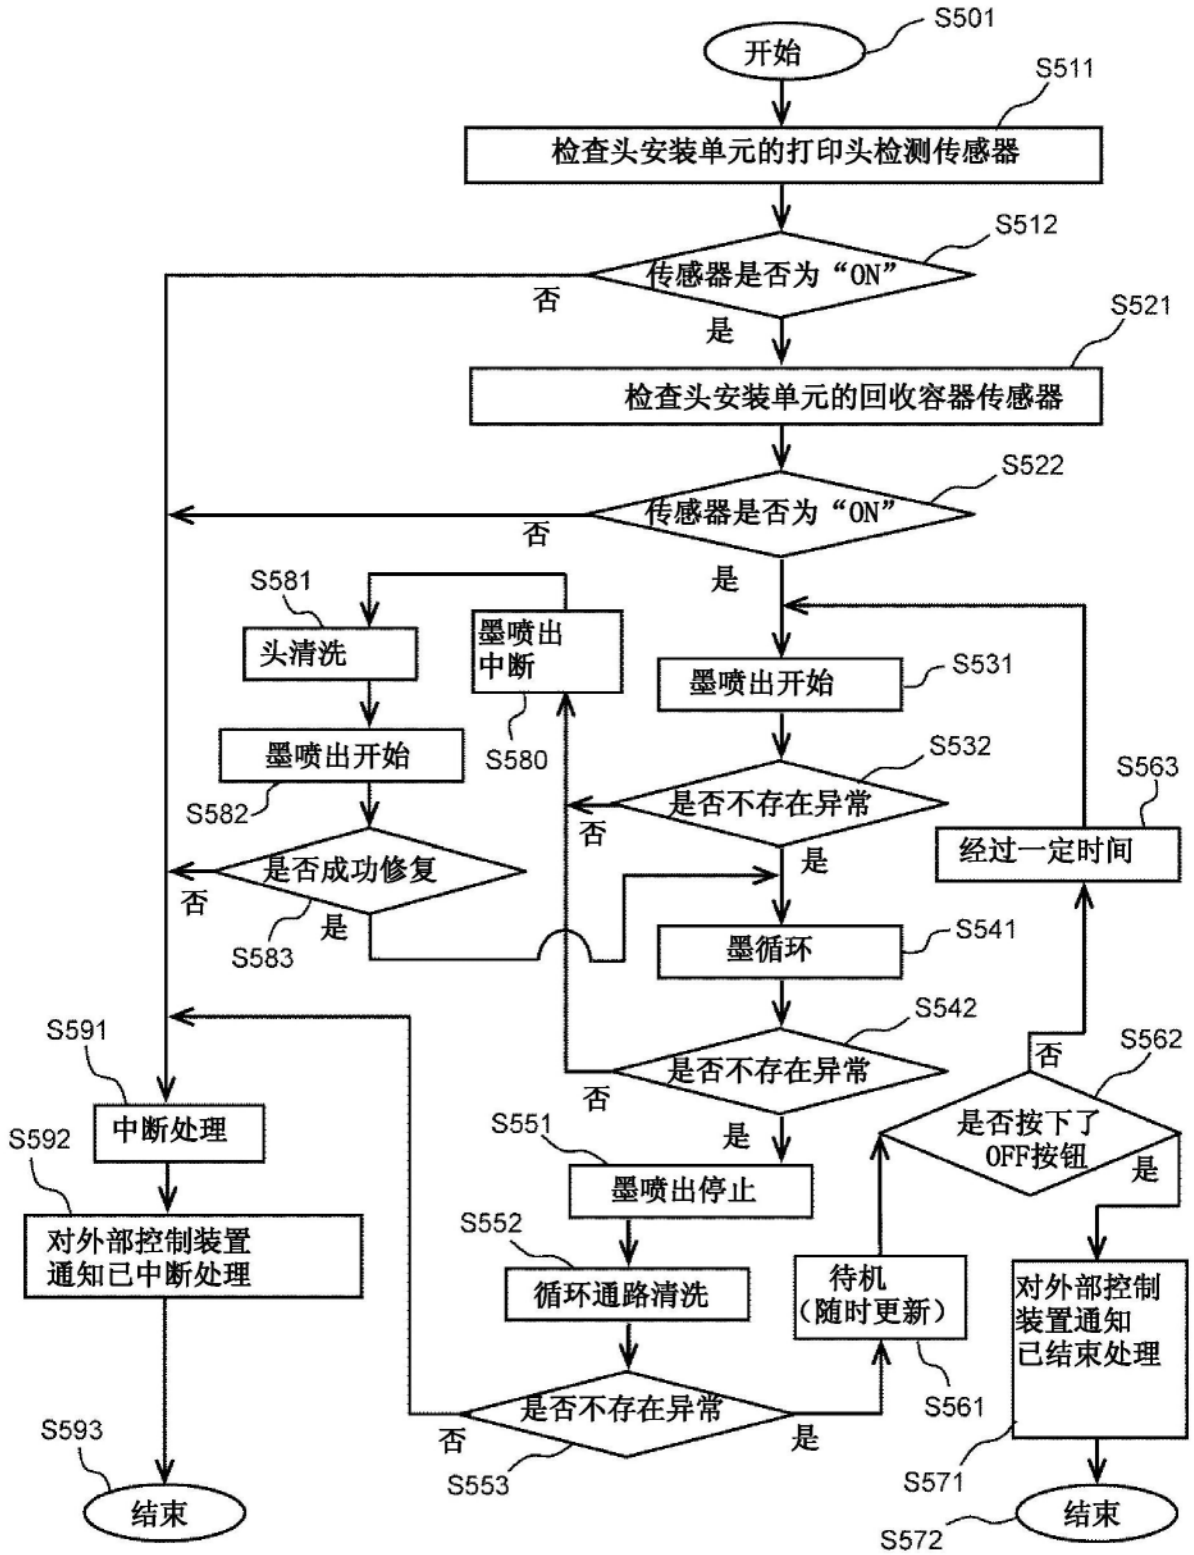 S501
开始
S511
检查头安装单元的打印头检测传感器
S512
传感器是否为“ON”
否
是
S521
检查头安装单元的回收容器传感器
S522
传感器是否为“ON”
否
是
S581
头清洗
墨喷出
中断
S580
墨喷出开始
S531
墨喷出开始
S582
S532
是否不存在异常
否
是
S563
经过一定时间
是否成功修复
否
是
S583
墨循环
S541
S542
是否不存在异常
否
是
S591
中断处理
S592
对外部控制装置
通知已中断处理
S593
结束
S551
墨喷出停止
S552
循环通路清洗
是否不存在异常
否
是
S553
待机
（随时更新）
S561
S562
否
是否按下了
OFF按钮
是
对外部控制
装置通知
已结束处理
S571
结束
S572